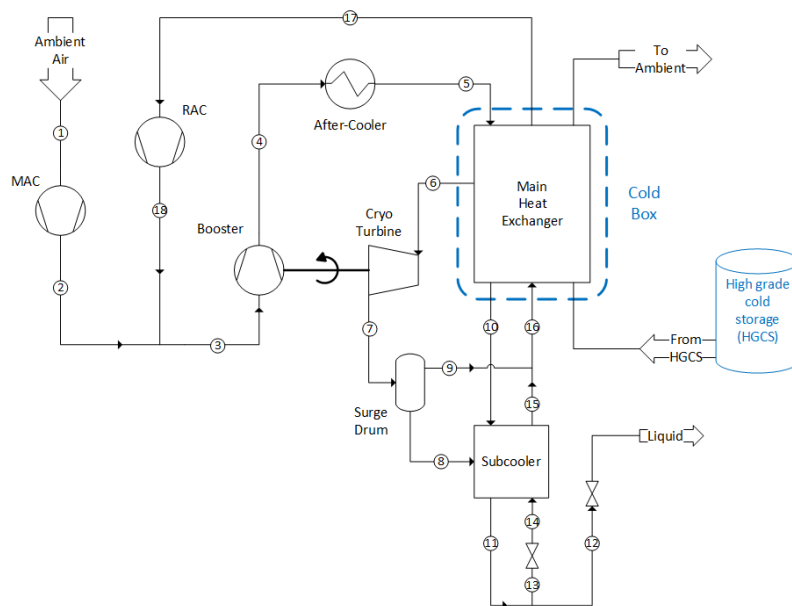 17
Ambient
Air
To
Ambient
RAC
5
After-Cooler
1
4
MAC
18
6
Main
Heat
Exchanger
Cold
Box
Cryo
Turbine
Booster
2
High grade
cold
storage
(HGCS)
3
7
10
16
From
HGCS
9
15
Surge
Drum
8
Subcooler
Liquid
14
11
12
13